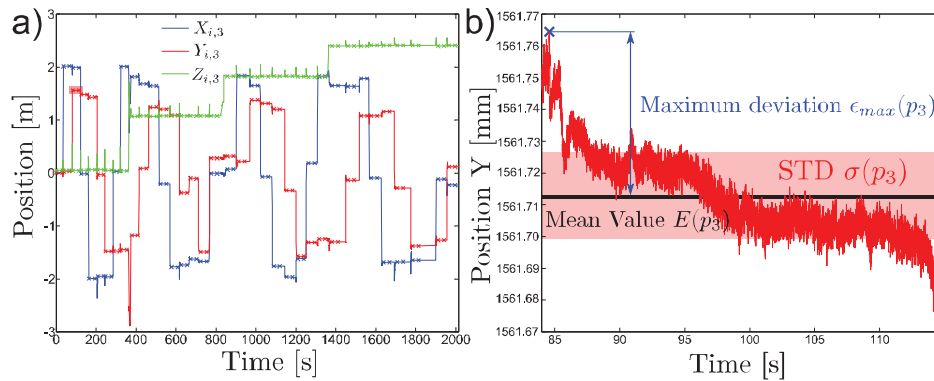 a)
X_{i,3}
Y_{i,3}
Z_{i,3}
Position [m]
3
2
1
0
-1
-2
-3
0 200 400 600 800 1000 1200 1400 1600 1800 2000
Time [s]
b)
Position Y [mm]
1561.76
1561.75
1561.74
1561.73
1561.72
1561.71
1561.70
1561.69
1561.68
1561.67
Maximum deviation ϵ_{max}(p_3)
STD σ(p_3)
Mean Value E(p_3)
85 90 95 100 105 110
Time [s]